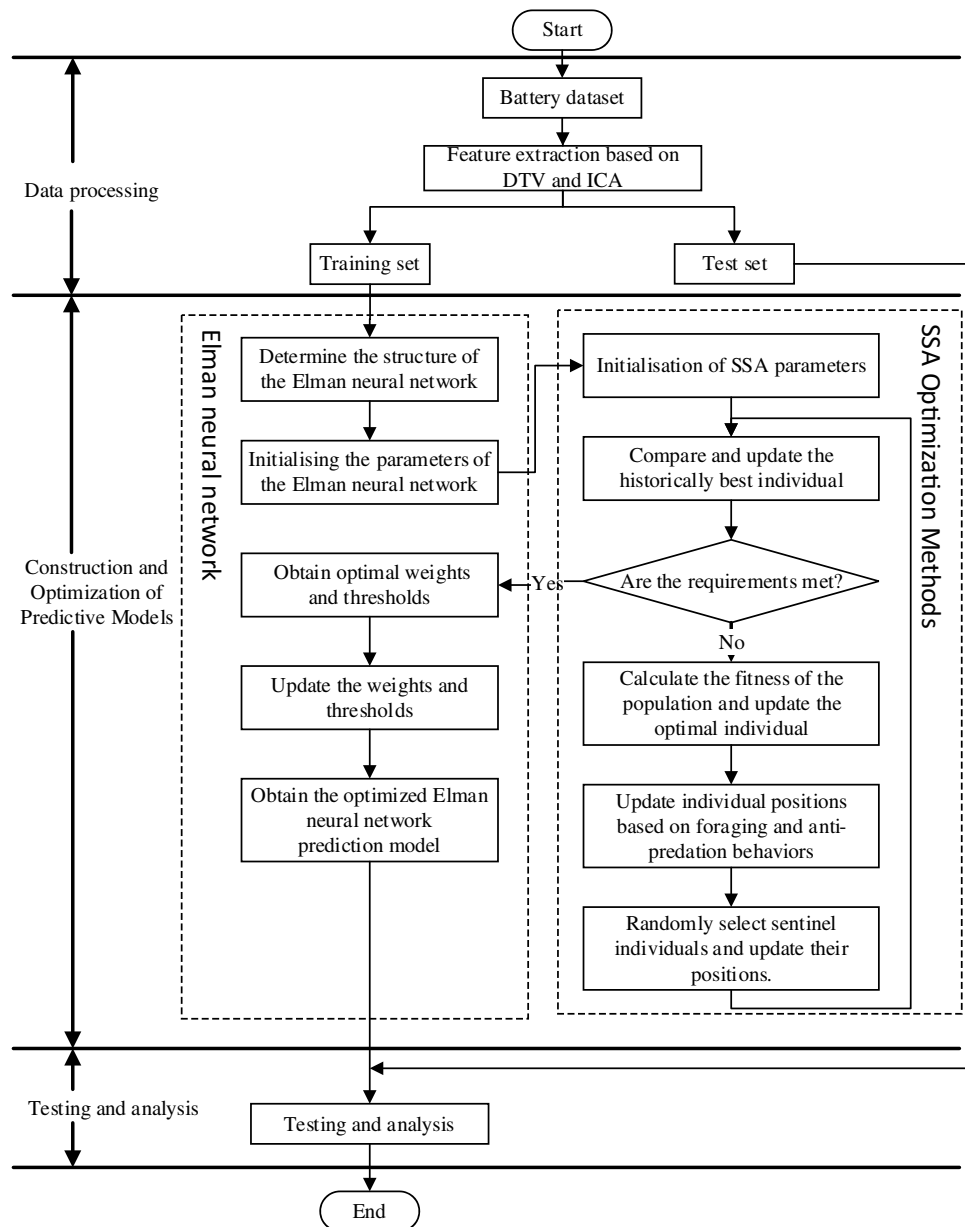 Start
Battery dataset
Feature extraction based on
DTV and ICA
Data processing
Training set
Test set
Elman neural network
Determine the structure of
the Elman neural network
Initialising the parameters of
the Elman neural network
Obtain optimal weights
and thresholds
Update the weights and
thresholds
Obtain the optimized Elman
neural network
prediction model
SSA Optimization Methods
Initialisation of SSA parameters
Compare and update the
historically best individual
Are the requirements met?
Yes
No
Calculate the fitness of the
population and update the
optimal individual
Update individual positions
based on foraging and anti-
predation behaviors
Randomly select sentinel
individuals and update their
positions.
Construction and
Optimization of
Predictive Models
Testing and analysis
Testing and analysis
End